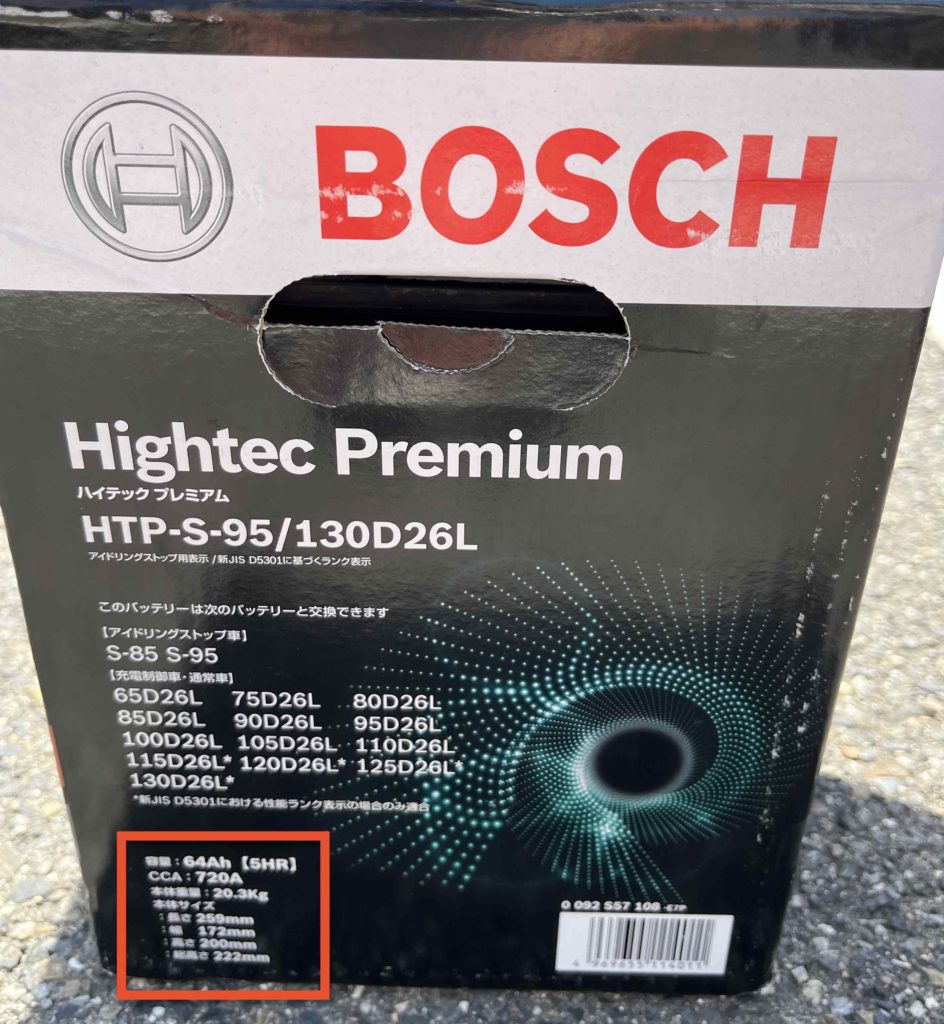 BOSCH
Hightec Premium
ハイテック プレミアム
HTP-S-95/130D26L
アイドリングストップ用表示 / 新JIS D5301に基づくランク表示
このバッテリーは次のバッテリーと交換できます
【アイドリングストップ車】
S-85 S-95
【充電制御車・通常車】
65D26L 75D26L 80D26L
85D26L 90D26L 95D26L
100D26L 105D26L 110D26L
115D26L* 120D26L* 125D26L*
130D26L*
*新JIS D5301における性能ランク表示の場合のみ適合
容量：64Ah【5HR】
CCA：720A
本体重量：20.3Kg
本体サイズ
：長さ 259mm
：幅 172mm
：高さ 200mm
：総高さ 222mm
0 092 S57 108 -E7P
4 969655 114011